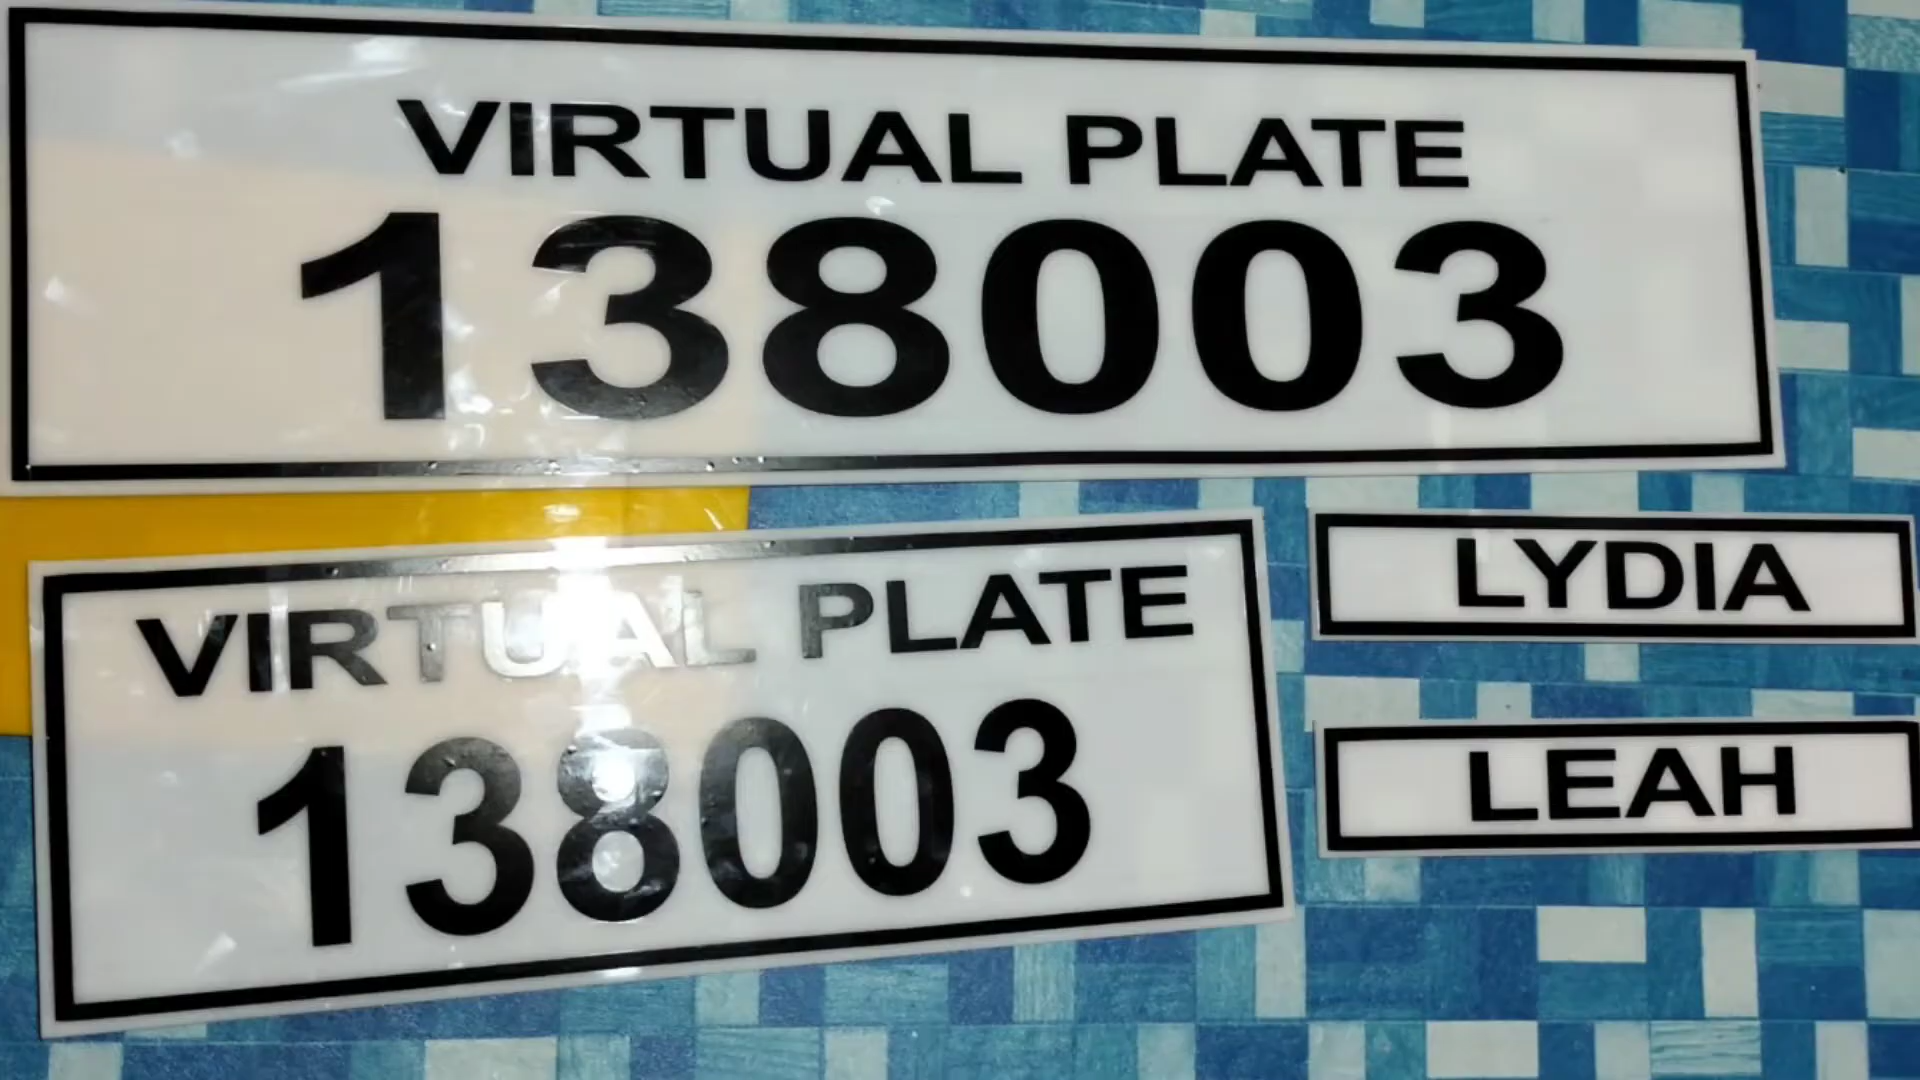 VIRTUAL PLATE
138003
VIRTUAL PLATE
138003
LYDIA
LEAH